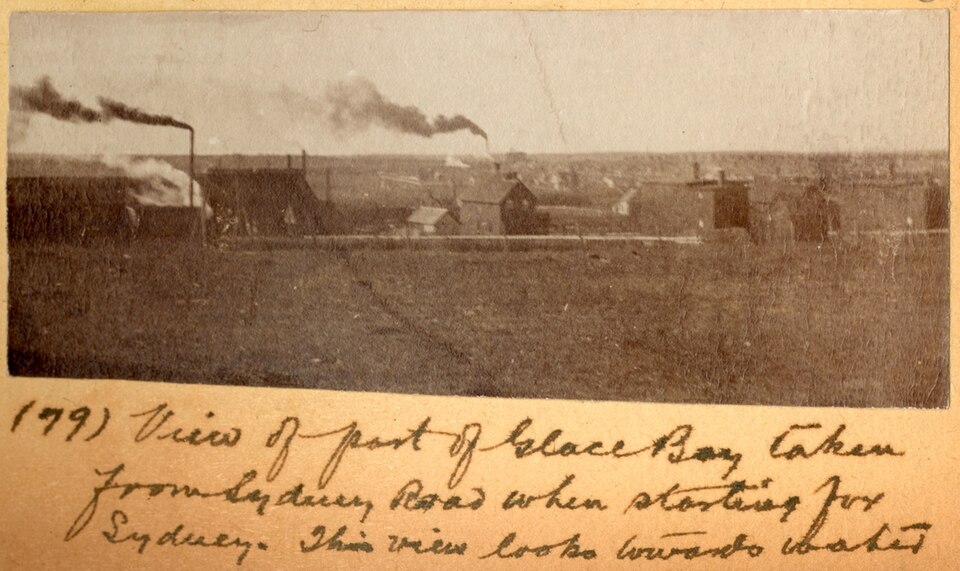 (79) View of part of Glace Bay taken
from Sydney Road when starting for
Sydney. This view looks towards water